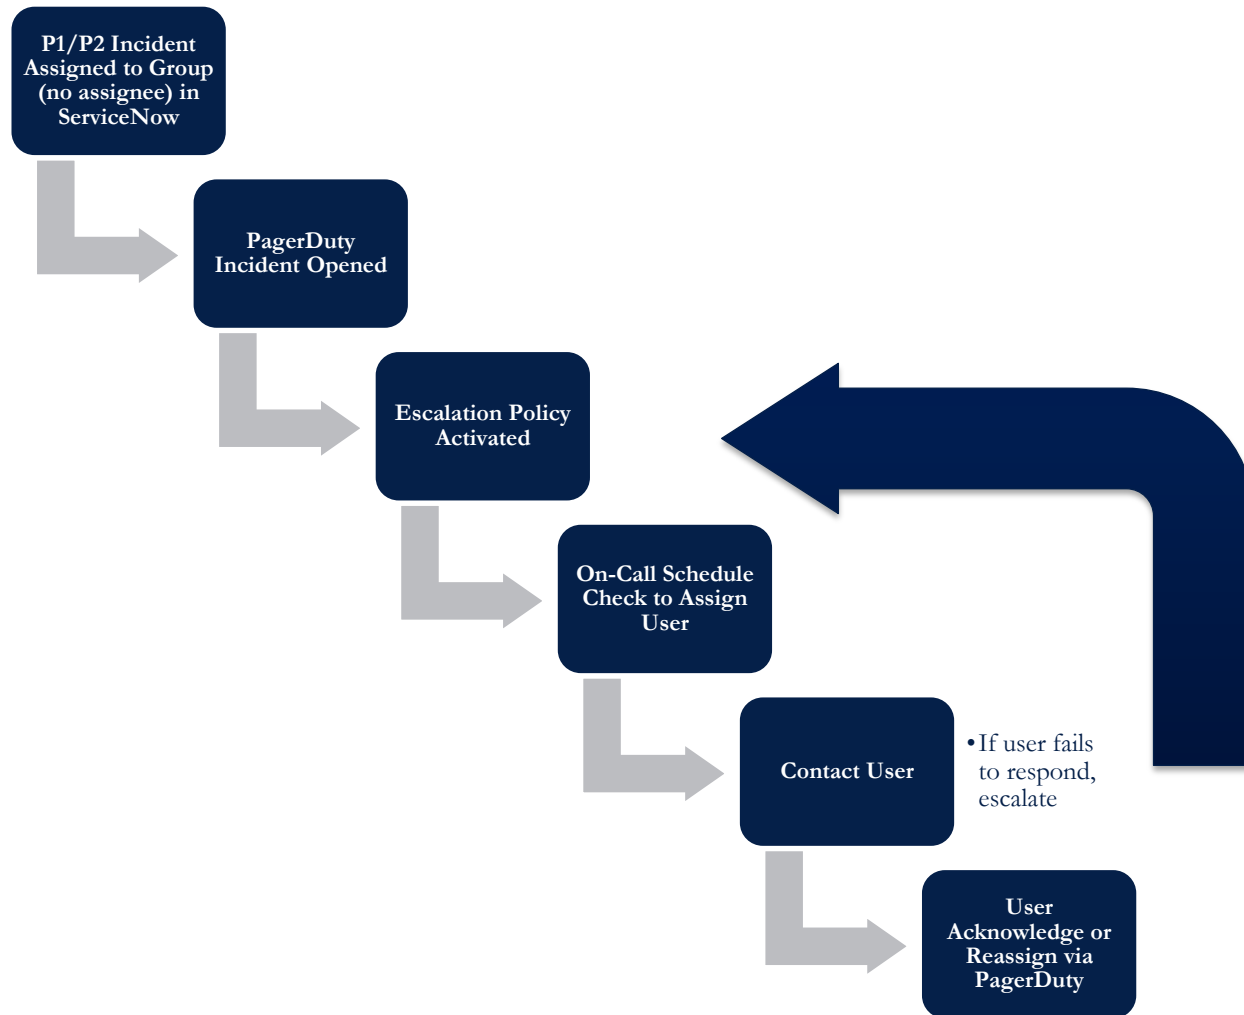 P1/P2 Incident
Assigned to Group
(no assignee) in
ServiceNow
PagerDuty
Incident Opened
Escalation Policy
Activated
On-Call Schedule
Check to Assign
User
Contact User
•If user fails
to respond,
escalate
User
Acknowledge or
Reassign via
PagerDuty